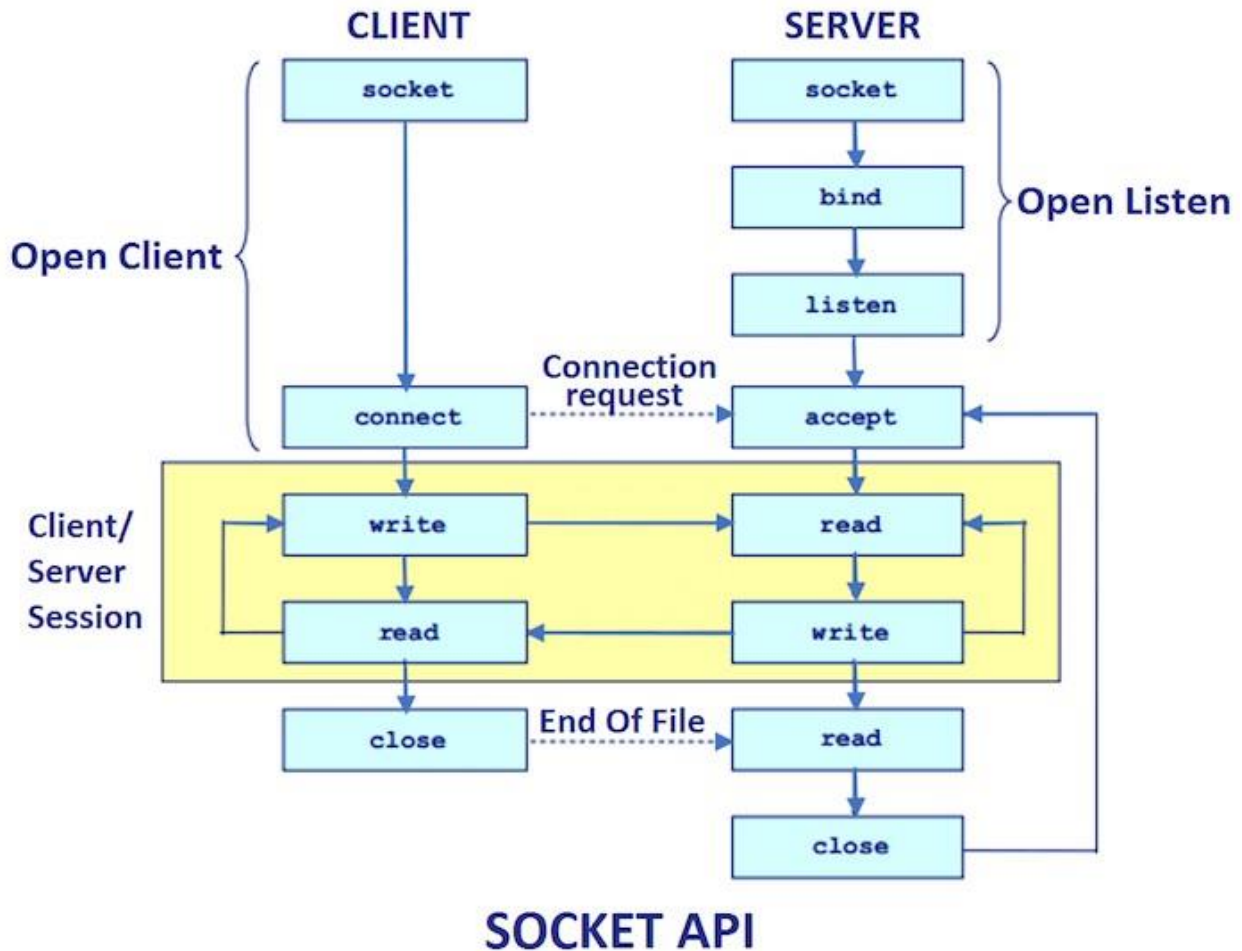 CLIENT
SERVER
socket
socket
bind
Open Listen
Open Client
listen
Connection
request
connect
accept
Client/
Server
Session
write
read
read
write
close
End Of File
read
close
SOCKET API